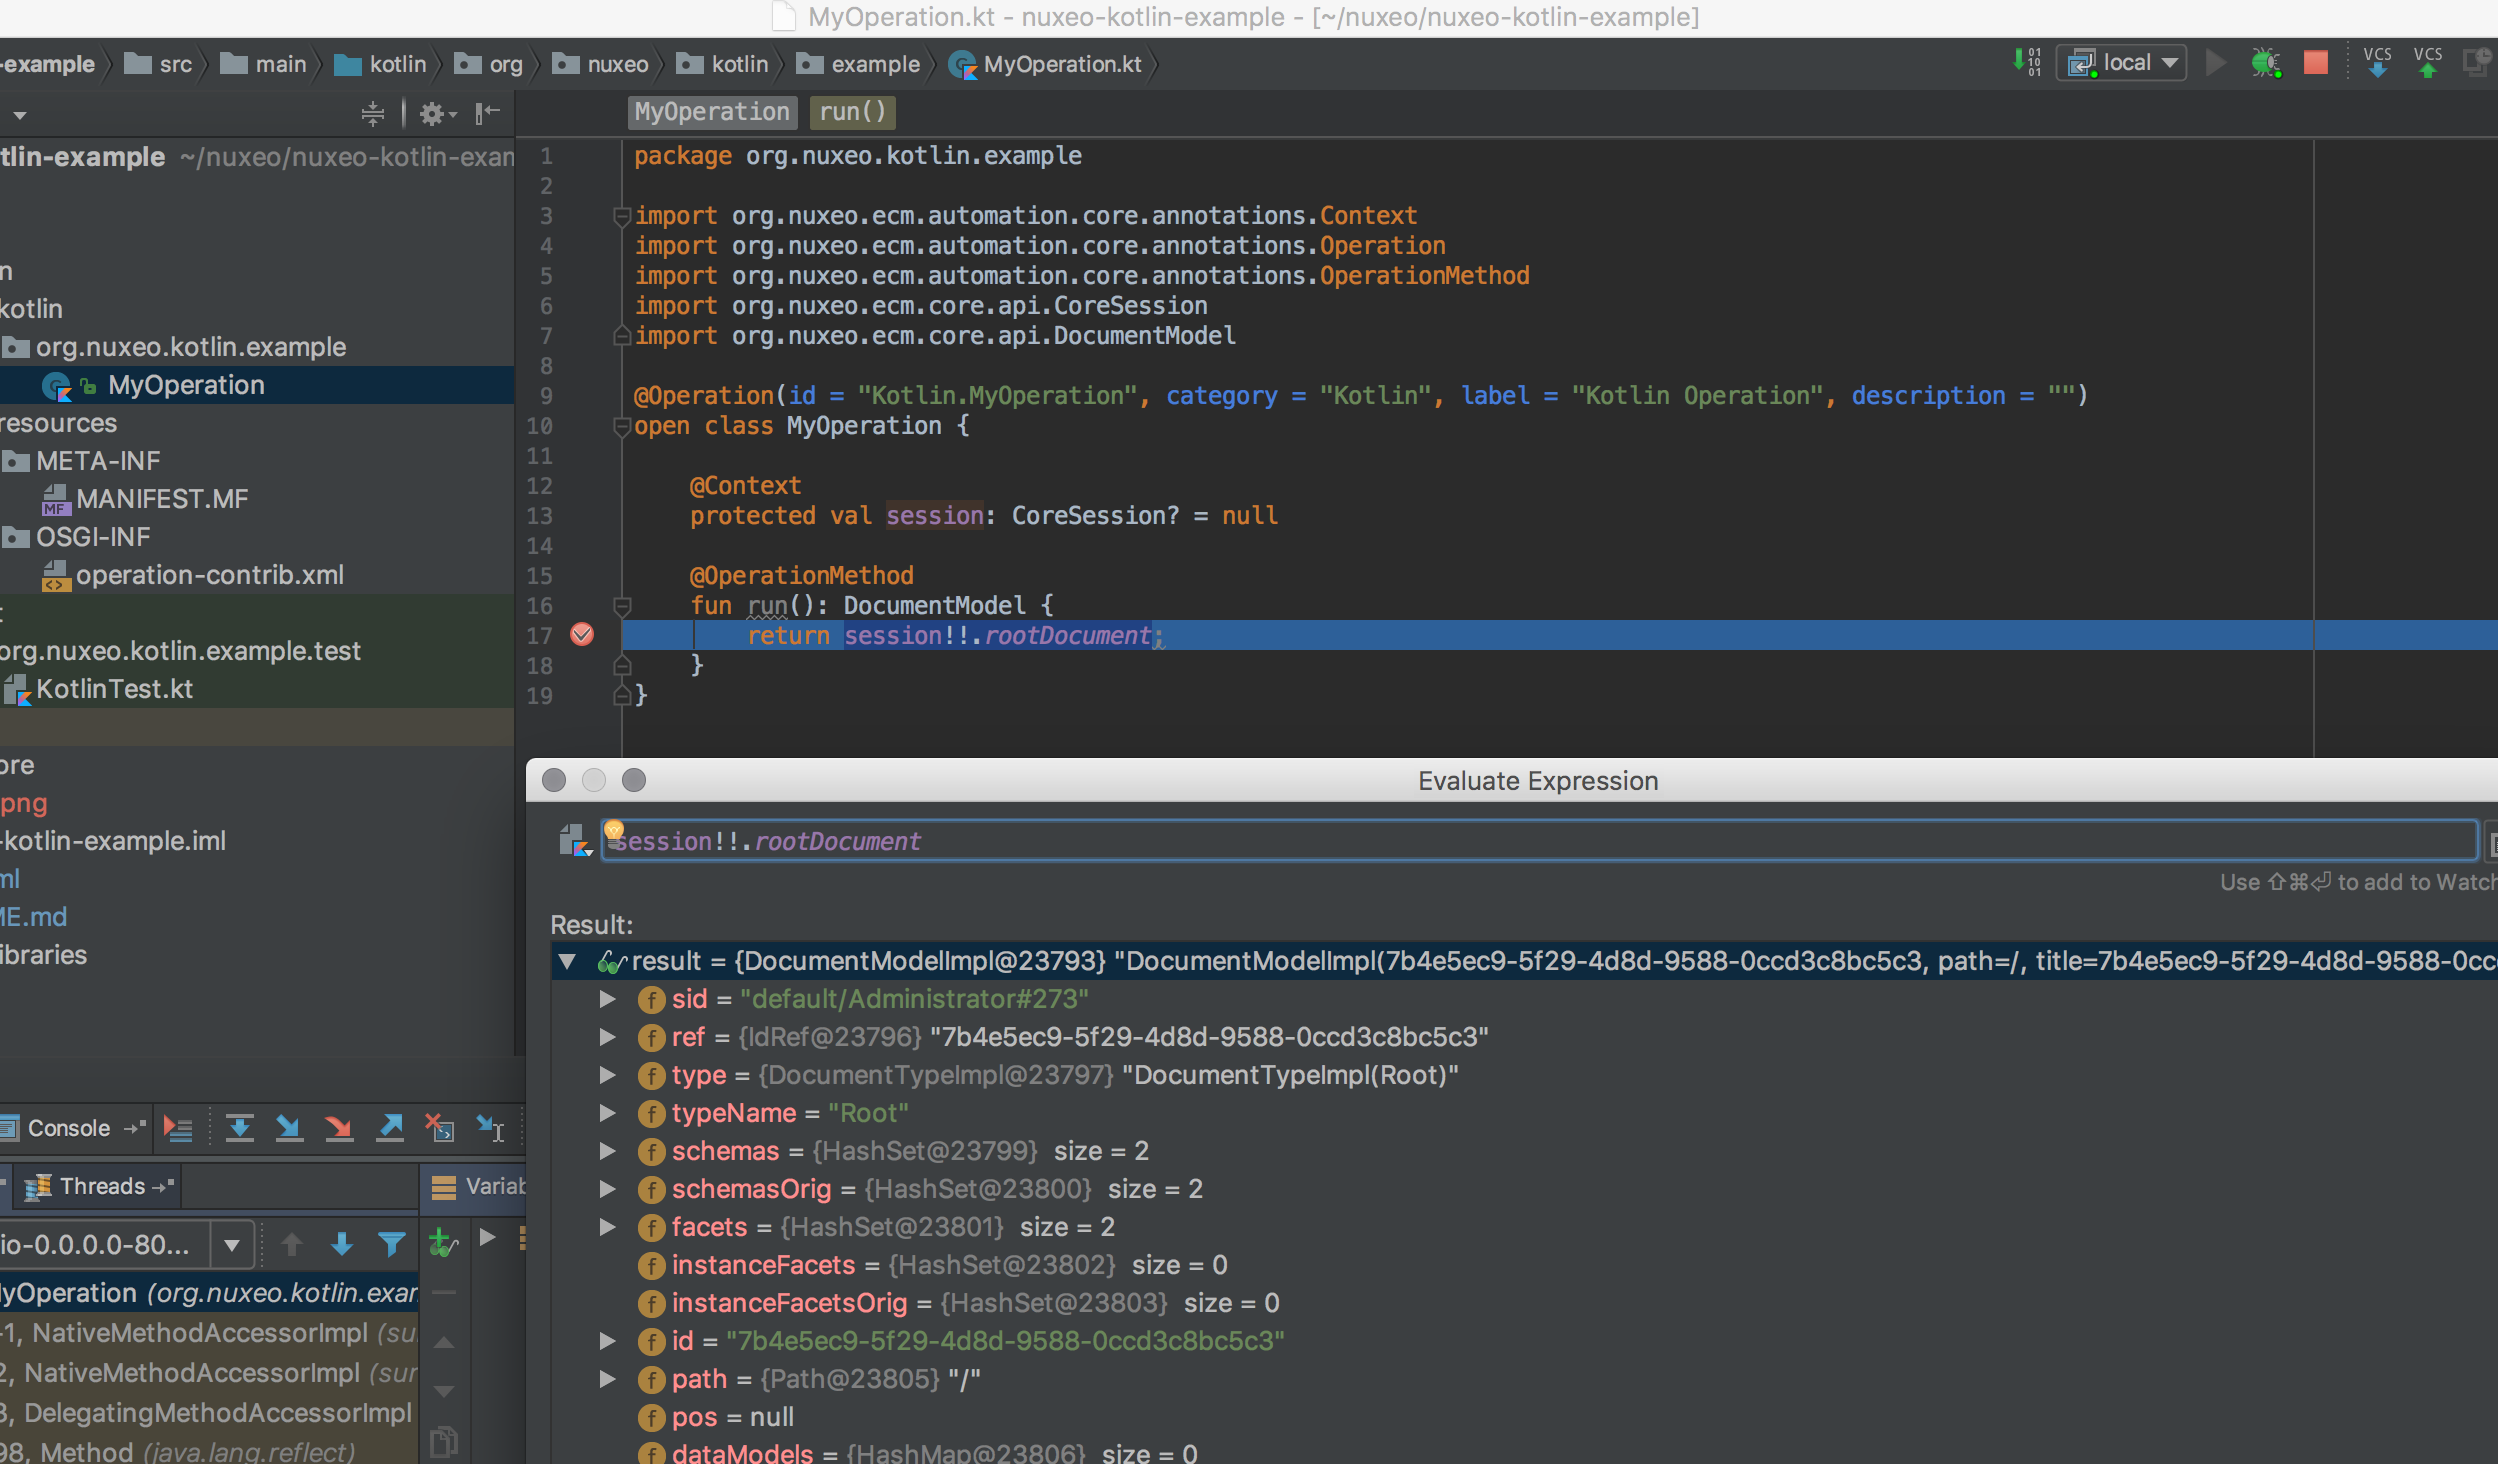 MyOperation.kt - nuxeo-kotlin-example - [~/nuxeo/nuxeo-kotlin-example]
-example src main kotlin org nuxeo kotlin example MyOperation.kt local VCS VCS
MyOperation run()
tlin-example ~/nuxeo/nuxeo-kotlin-exam
n
kotlin
org.nuxeo.kotlin.example
MyOperation
resources
META-INF
MANIFEST.MF
OSGI-INF
operation-contrib.xml
org.nuxeo.kotlin.example.test
KotlinTest.kt
ore
png
-kotlin-example.iml
ml
ME.md
ibraries
1 package org.nuxeo.kotlin.example
2
3 import org.nuxeo.ecm.automation.core.annotations.Context
4 import org.nuxeo.ecm.automation.core.annotations.Operation
5 import org.nuxeo.ecm.automation.core.annotations.OperationMethod
6 import org.nuxeo.ecm.core.api.CoreSession
7 import org.nuxeo.ecm.core.api.DocumentModel
8
9 @Operation(id = "Kotlin.MyOperation", category = "Kotlin", label = "Kotlin Operation", description = "")
10 open class MyOperation {
11
12 @Context
13 protected val session: CoreSession? = null
14
15 @OperationMethod
16 fun run(): DocumentModel {
17 return session!!.rootDocument;
18 }
19 }
Evaluate Expression
session!!.rootDocument
Use ⇧⌘⏎ to add to Watch
Result:
result = {DocumentModelImpl@23793} "DocumentModelImpl(7b4e5ec9-5f29-4d8d-9588-0ccd3c8bc5c3, path=/, title=7b4e5ec9-5f29-4d8d-9588-0cc
f sid = "default/Administrator#273"
f ref = {IdRef@23796} "7b4e5ec9-5f29-4d8d-9588-0ccd3c8bc5c3"
f type = {DocumentTypeImpl@23797} "DocumentTypeImpl(Root)"
f typeName = "Root"
f schemas = {HashSet@23799} size = 2
f schemasOrig = {HashSet@23800} size = 2
f facets = {HashSet@23801} size = 2
f instanceFacets = {HashSet@23802} size = 0
f instanceFacetsOrig = {HashSet@23803} size = 0
f id = "7b4e5ec9-5f29-4d8d-9588-0ccd3c8bc5c3"
f path = {Path@23805} "/"
f pos = null
f dataModels = {HashMap@23806} size = 0
Console
Threads Variab
io-0.0.0.0-80...
MyOperation (org.nuxeo.kotlin.exar
-1, NativeMethodAccessorImpl (su
2, NativeMethodAccessorImpl (sur
3, DelegatingMethodAccessorImpl
98, Method (java.lang.reflect)